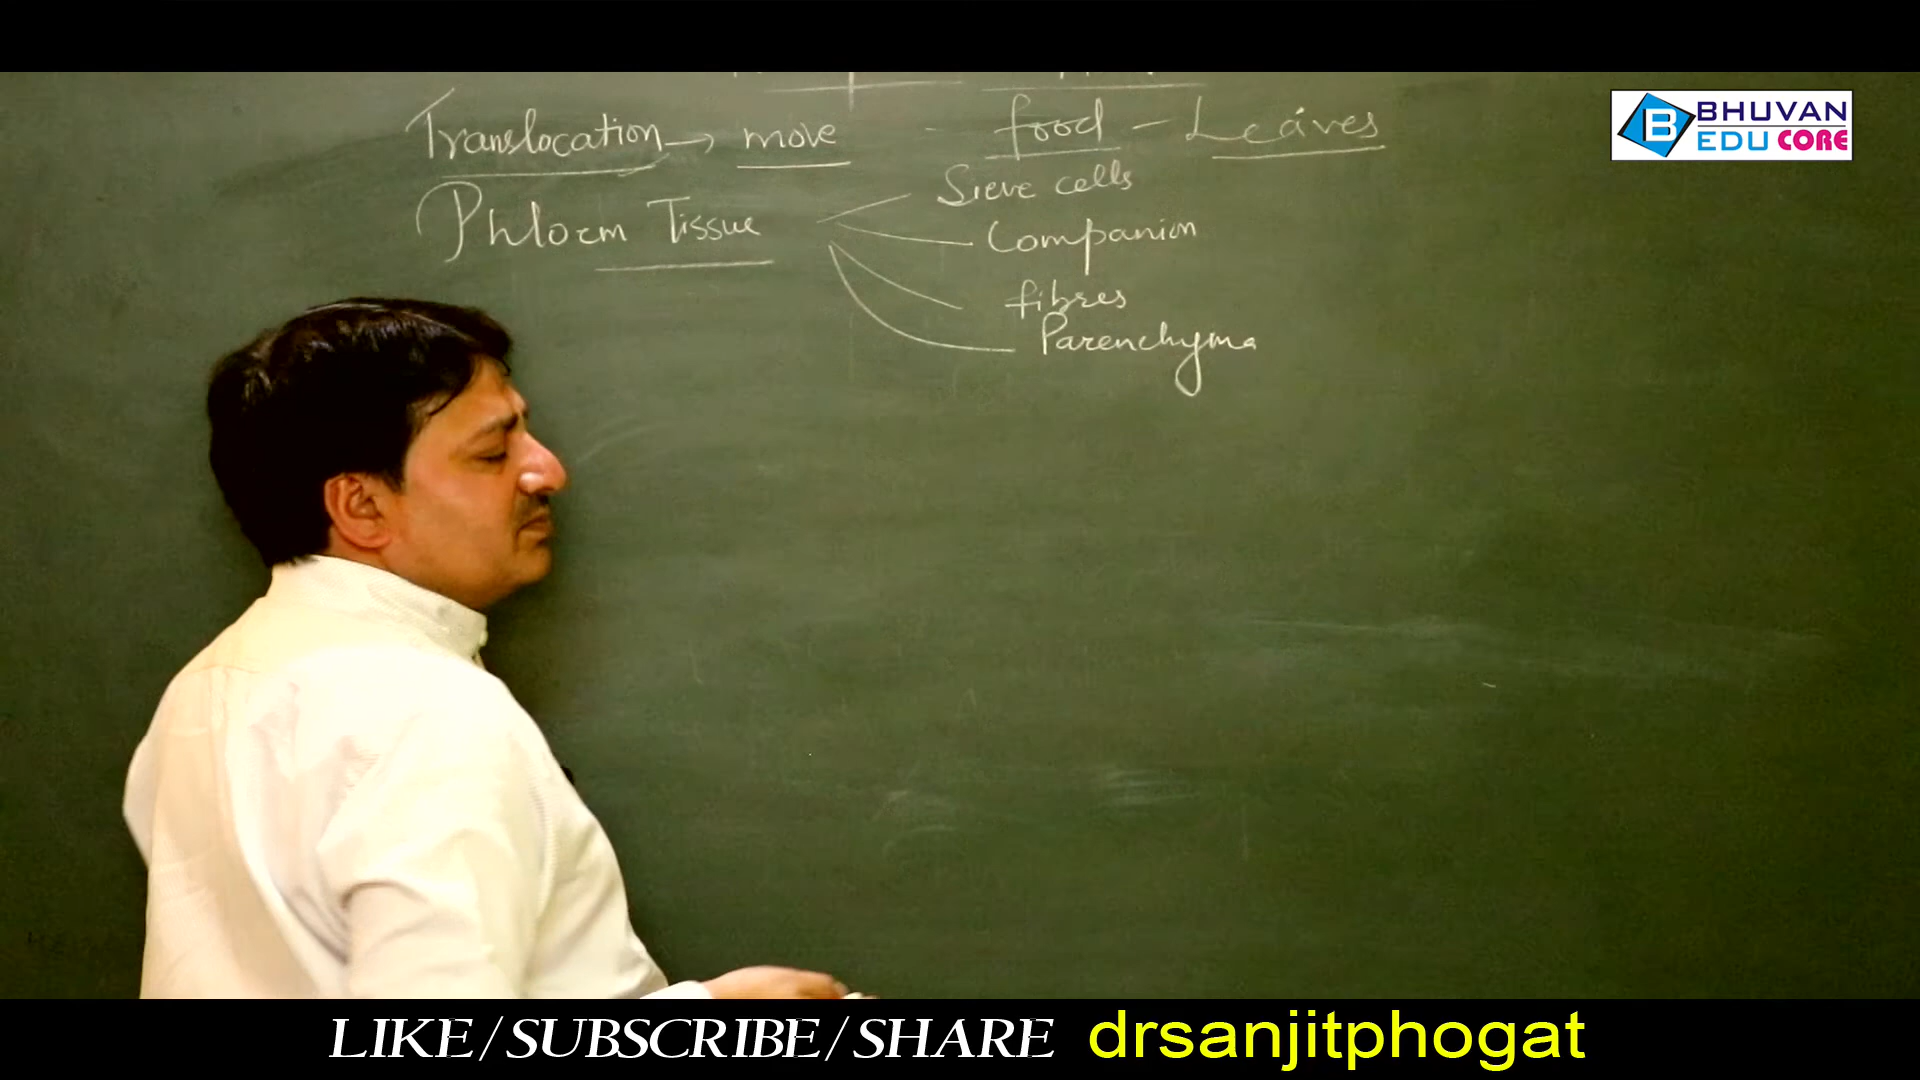 BHUVAN
EDU CORE
Translocation → move - food - Leaves
Phloem Tissue
Sieve cells
Companion
fibres
Parenchyma
LIKE/SUBSCRIBE/SHARE drsanjitphogat